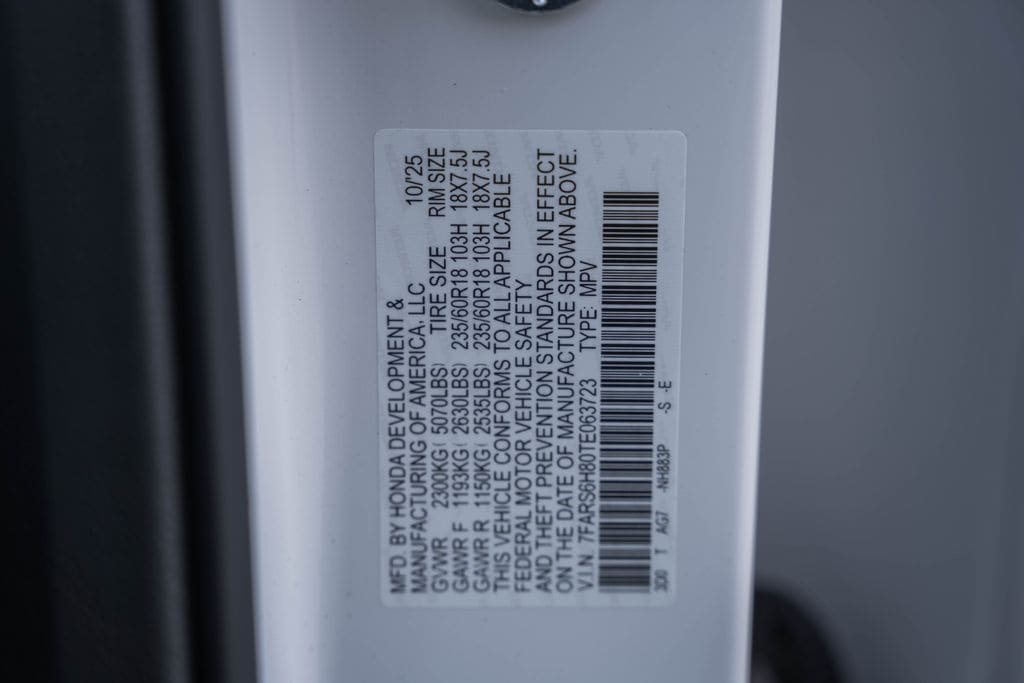 MFD. BY HONDA DEVELOPMENT &
MANUFACTURING OF AMERICA, LLC 10/'25
GVWR 2300KG( 5070LBS) TIRE SIZE RIM SIZE
GAWR F 1193KG( 2630LBS) 235/60R18 103H 18X7.5J
GAWR R 1150KG( 2535LBS) 235/60R18 103H 18X7.5J
THIS VEHICLE CONFORMS TO ALL APPLICABLE
FEDERAL MOTOR VEHICLE SAFETY
AND THEFT PREVENTION STANDARDS IN EFFECT
ON THE DATE OF MANUFACTURE SHOWN ABOVE.
V.I.N. 7FARS6H80TE063723 TYPE: MPV
3D0 T AG7 -NH883P -S -E